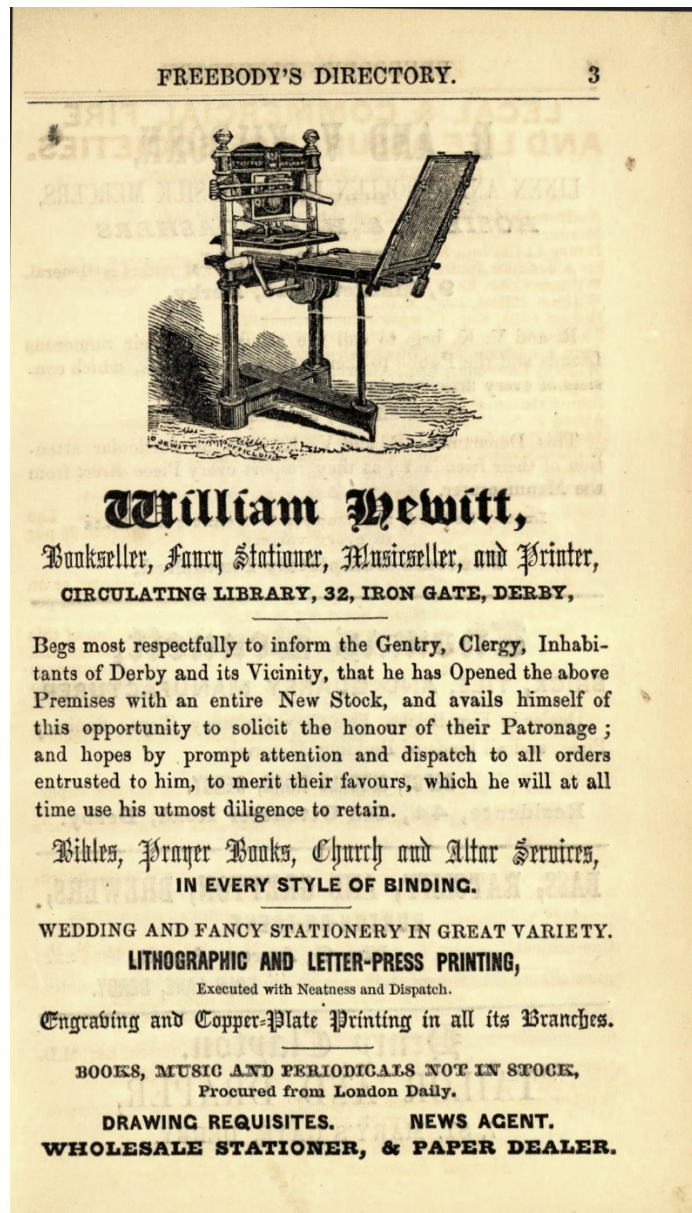 FREEBODY'S DIRECTORY. 3
William Hewitt,
Bookseller, Fancy Stationer, Musicseller, and Printer,
CIRCULATING LIBRARY, 32, IRON GATE, DERBY,
Begs most respectfully to inform the Gentry, Clergy, Inhabi-
tants of Derby and its Vicinity, that he has Opened the above
Premises with an entire New Stock, and avails himself of
this opportunity to solicit the honour of their Patronage ;
and hopes by prompt attention and dispatch to all orders
entrusted to him, to merit their favours, which he will at all
time use his utmost diligence to retain.
Bibles, Prayer Books, Church and Altar Services,
IN EVERY STYLE OF BINDING.
WEDDING AND FANCY STATIONERY IN GREAT VARIETY.
LITHOGRAPHIC AND LETTER-PRESS PRINTING,
Executed with Neatness and Dispatch.
Engraving and Copper-Plate Printing in all its Branches.
BOOKS, MUSIC AND PERIODICALS NOT IN STOCK,
Procured from London Daily.
DRAWING REQUISITES. NEWS AGENT.
WHOLESALE STATIONER, & PAPER DEALER.